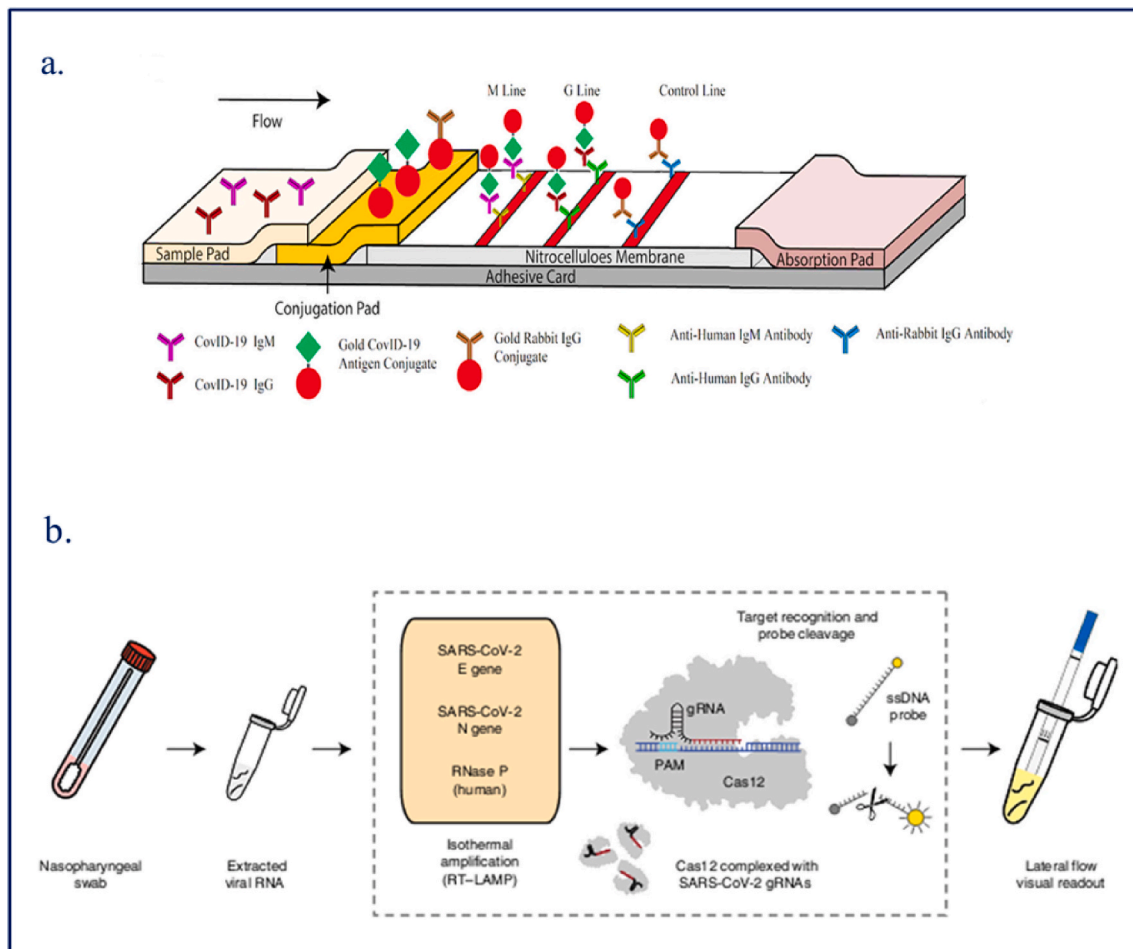 a.
M Line G Line Control Line
Flow
Sample Pad
Nitrocelluloes Membrane
Absorption Pad
Adhesive Card
Conjugation Pad
CovID-19 IgM
Gold CovID-19
Antigen Conjugate
Gold Rabbit IgG
Conjugate
Anti-Human IgM Antibody
Anti-Rabbit IgG Antibody
CovID-19 IgG
Anti-Human IgG Antibody
b.
Nasopharyngeal
swab
Extracted
viral RNA
SARS-CoV-2
E gene
SARS-CoV-2
N gene
RNase P
(human)
Isothermal
amplification
(RT–LAMP)
Target recognition and
probe cleavage
gRNA
PAM
Cas12
ssDNA
probe
Cas12 complexed with
SARS-CoV-2 gRNAs
Lateral flow
visual readout